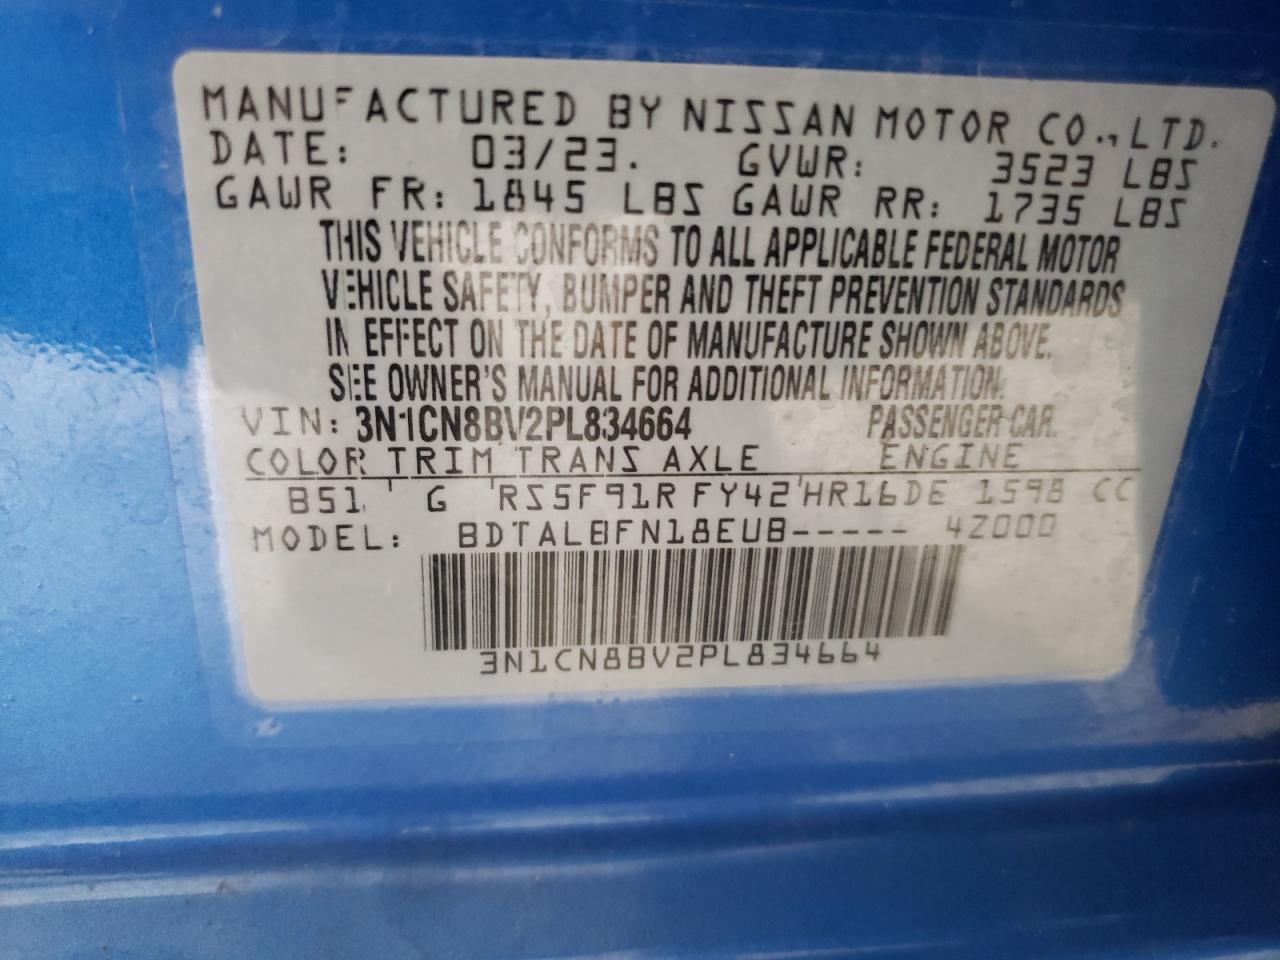 MANUFACTURED BY NISSAN MOTOR CO., LTD.
DATE: 03/23. GVWR: 3523 LBS
GAWR FR: 1845 LBS GAWR RR: 1735 LBS
THIS VEHICLE CONFORMS TO ALL APPLICABLE FEDERAL MOTOR
VEHICLE SAFETY, BUMPER AND THEFT PREVENTION STANDARDS
IN EFFECT ON THE DATE OF MANUFACTURE SHOWN ABOVE.
SEE OWNER'S MANUAL FOR ADDITIONAL INFORMATION.
VIN: 3N1CN8BV2PL834664 PASSENGER CAR
COLOR TRIM TRANS AXLE ENGINE
B51 G RS5F91R FY42 HR16DE 1598 CC
MODEL: BDTALBFN18EUB----- 4Z000
3N1CN8BV2PL834664